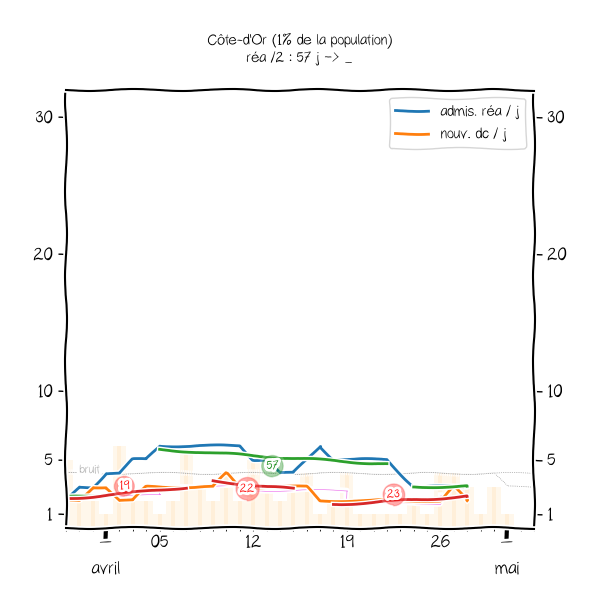 Côte-d'Or (1% de la population)
réa /2 : 57 j -> _
admis. réa / j
nouv. dc / j
30
30
20
20
10
10
5
5
1
1
bruit
57
19
22
23
05
12
19
26
avril
mai